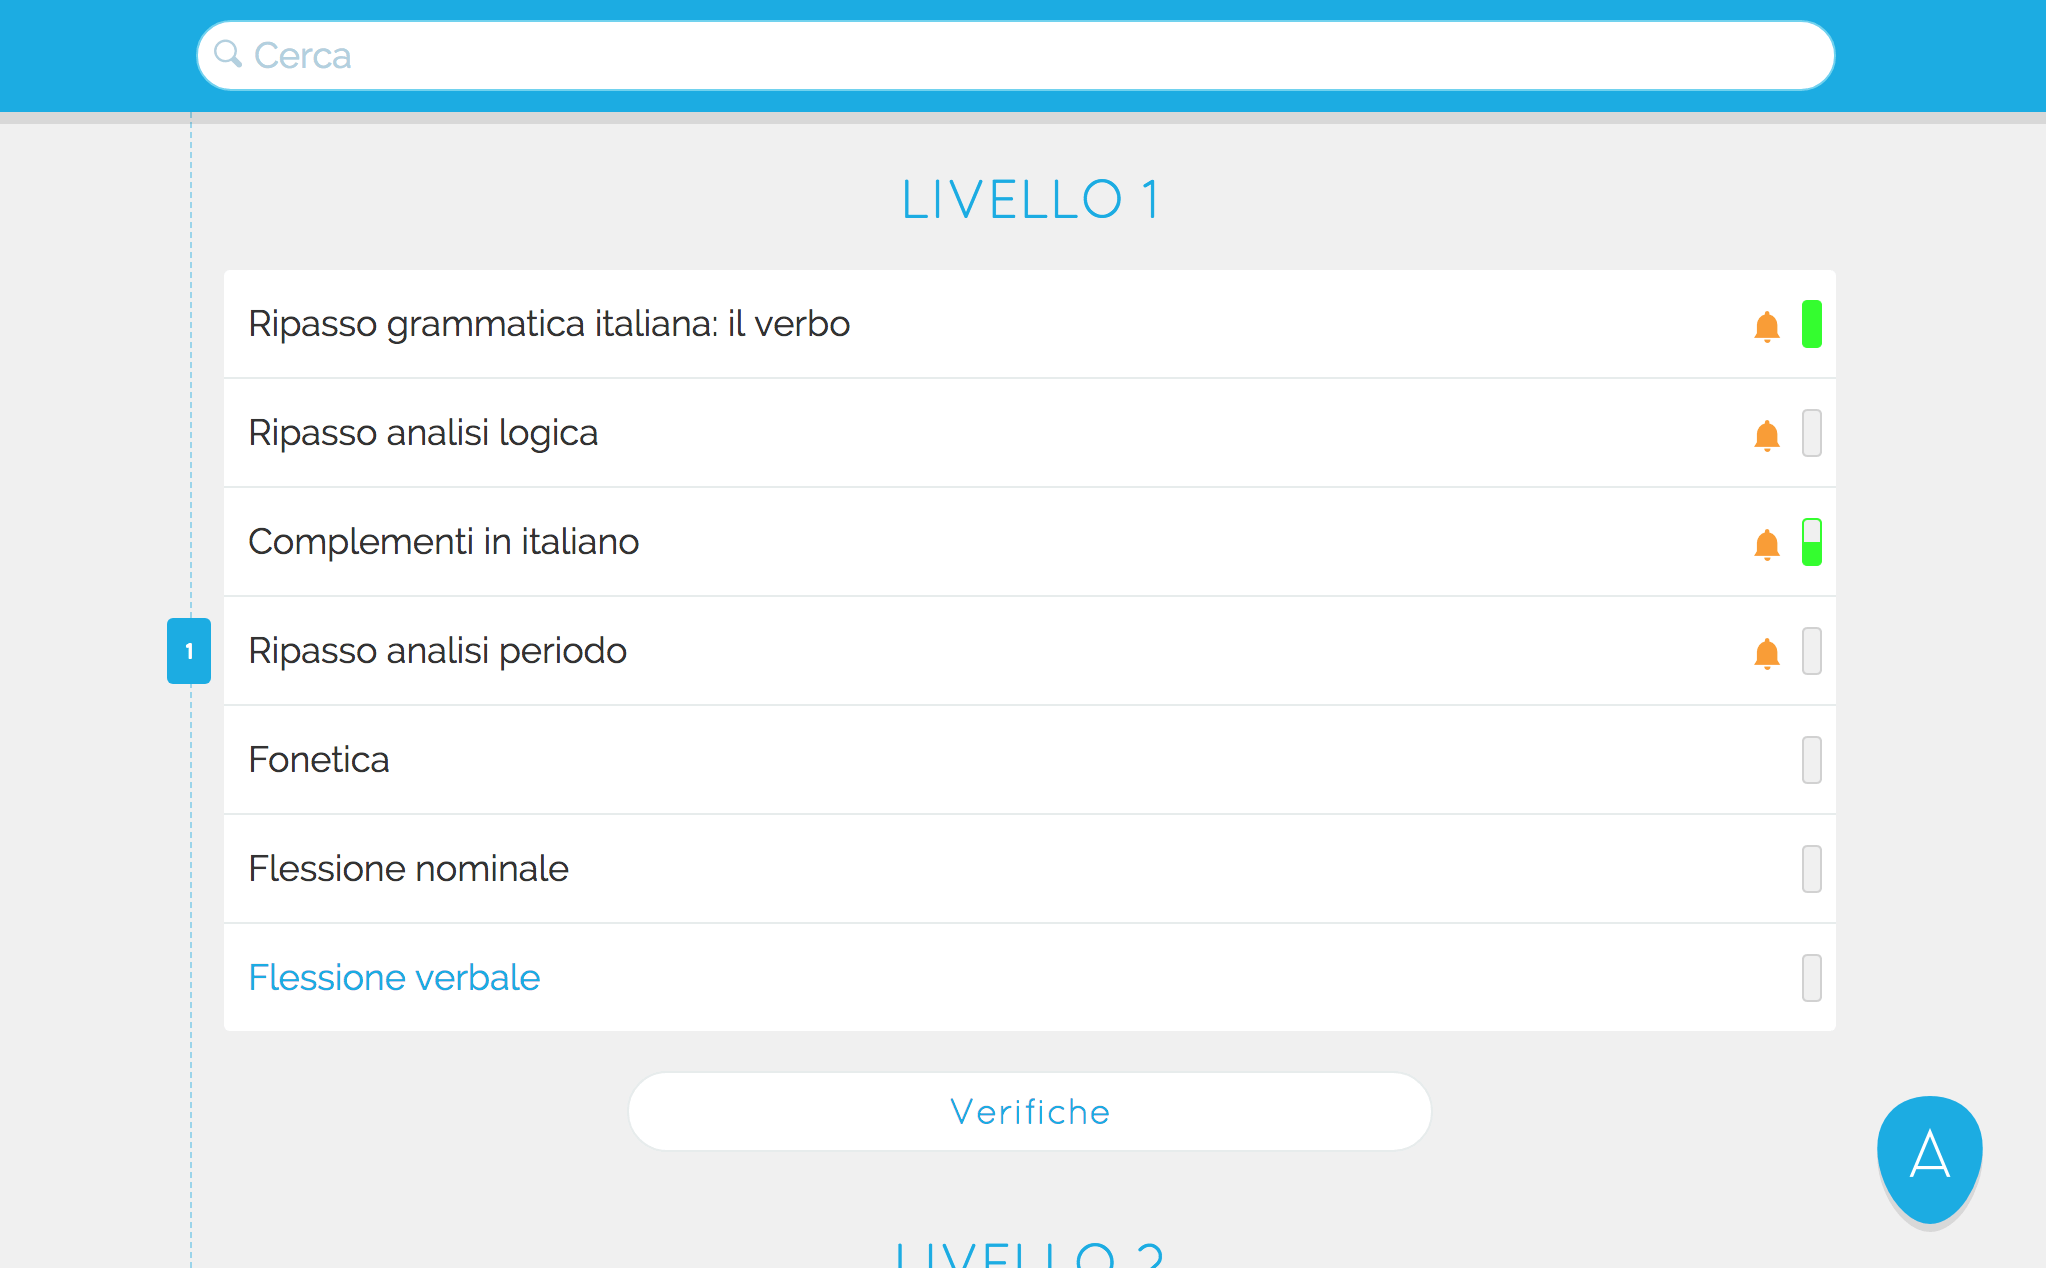 Cerca
LIVELLO 1
Ripasso grammatica italiana: il verbo
Ripasso analisi logica
Complementi in italiano
1
Ripasso analisi periodo
Fonetica
Flessione nominale
Flessione verbale
Verifiche
A
LIVELLO 2